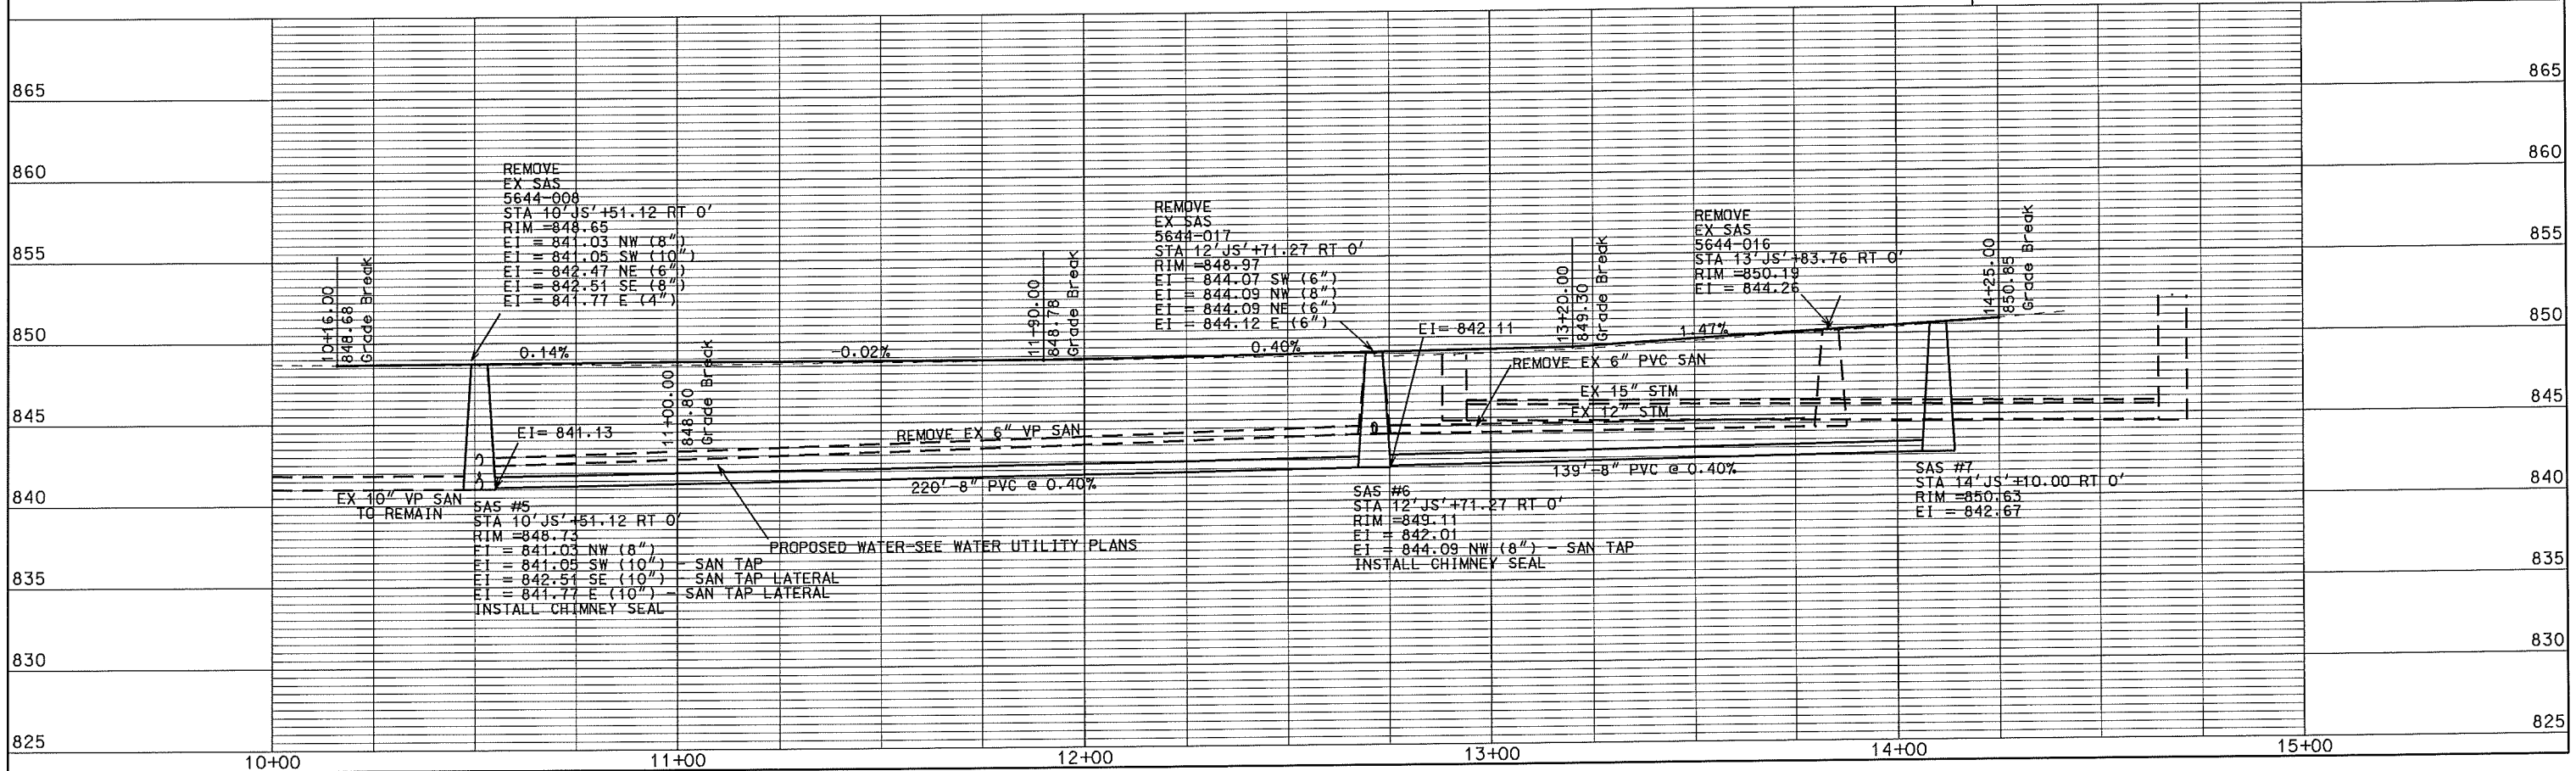 865
860
855
850
845
840
835
830
825
865
860
855
850
845
840
835
830
825
10+16.00
848.68
Grade Break
REMOVE
EX SAS
5644-008
STA 10'JS'+51.12 RT 0'
RIM =848.65
EI = 841.03 NW (8")
EI = 841.05 SW (10")
EI = 842.47 NE (6")
EI = 842.51 SE (8")
EI = 841.77 E (4")
0.14%
11+00.00
848.80
Grade Break
-0.02%
11+90.00
848.78
Grade Break
REMOVE
EX SAS
5644-017
STA 12'JS'+71.27 RT 0'
RIM =848.97
EI = 844.07 SW (6")
EI = 844.09 NW (8")
EI = 844.09 NE (6")
EI = 844.12 E (6")
0.40%
EI= 842.11
13+20.00
849.30
Grade Break
REMOVE
EX SAS
5644-016
STA 13'JS'+83.76 RT 0'
RIM =850.19
EI = 844.26
1.47%
14+25.00
850.85
Grade Break
REMOVE EX 6" PVC SAN
EX 15" STM
EX 12" STM
EI= 841.13
REMOVE EX 6" VP SAN
220'-8" PVC @ 0.40%
139'-8" PVC @ 0.40%
EX 10" VP SAN
TO REMAIN
SAS #5
STA 10'JS'+51.12 RT 0'
RIM =848.73
EI = 841.03 NW (8")
EI = 841.05 SW (10") - SAN TAP
EI = 842.51 SE (10") - SAN TAP LATERAL
EI = 841.77 E (10") - SAN TAP LATERAL
INSTALL CHIMNEY SEAL
PROPOSED WATER-SEE WATER UTILITY PLANS
SAS #6
STA 12'JS'+71.27 RT 0'
RIM =849.11
EI = 842.01
EI = 844.09 NW (8") - SAN TAP
INSTALL CHIMNEY SEAL
SAS #7
STA 14'JS'+10.00 RT 0'
RIM =850.63
EI = 842.67
10+00
11+00
12+00
13+00
14+00
15+00